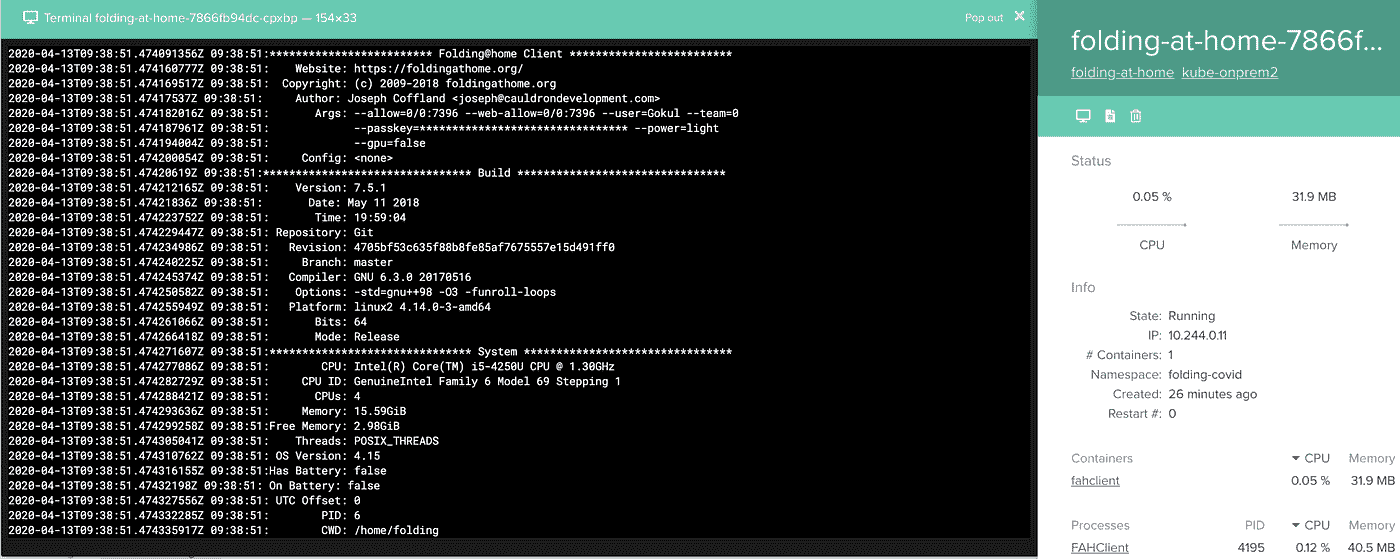 Terminal folding-at-home-7866fb94dc-cpxbp — 154×33
Pop out
2020-04-13T09:38:51.474091356Z 09:38:51:************************* Folding@home Client *************************
2020-04-13T09:38:51.474160777Z 09:38:51:    Website: https://foldingathome.org/
2020-04-13T09:38:51.474169517Z 09:38:51:  Copyright: (c) 2009-2018 foldingathome.org
2020-04-13T09:38:51.47417537Z 09:38:51:     Author: Joseph Coffland <joseph@cauldrondevelopment.com>
2020-04-13T09:38:51.474182016Z 09:38:51:       Args: --allow=0/0:7396 --web-allow=0/0:7396 --user=Gokul --team=0
2020-04-13T09:38:51.474187961Z 09:38:51:             --passkey=******************************** --power=light
2020-04-13T09:38:51.474194004Z 09:38:51:             --gpu=false
2020-04-13T09:38:51.474200054Z 09:38:51:     Config: <none>
2020-04-13T09:38:51.47420619Z 09:38:51:******************************** Build ********************************
2020-04-13T09:38:51.474212165Z 09:38:51:    Version: 7.5.1
2020-04-13T09:38:51.47421836Z 09:38:51:       Date: May 11 2018
2020-04-13T09:38:51.474223752Z 09:38:51:       Time: 19:59:04
2020-04-13T09:38:51.474229447Z 09:38:51: Repository: Git
2020-04-13T09:38:51.474234986Z 09:38:51:   Revision: 4705bf53c635f88b8fe85af7675557e15d491ff0
2020-04-13T09:38:51.474240225Z 09:38:51:     Branch: master
2020-04-13T09:38:51.474245374Z 09:38:51:   Compiler: GNU 6.3.0 20170516
2020-04-13T09:38:51.474250582Z 09:38:51:    Options: -std=gnu++98 -O3 -funroll-loops
2020-04-13T09:38:51.474255949Z 09:38:51:   Platform: linux2 4.14.0-3-amd64
2020-04-13T09:38:51.474261066Z 09:38:51:       Bits: 64
2020-04-13T09:38:51.474266418Z 09:38:51:       Mode: Release
2020-04-13T09:38:51.474271607Z 09:38:51:******************************* System ********************************
2020-04-13T09:38:51.474277086Z 09:38:51:        CPU: Intel(R) Core(TM) i5-4250U CPU @ 1.30GHz
2020-04-13T09:38:51.474282729Z 09:38:51:     CPU ID: GenuineIntel Family 6 Model 69 Stepping 1
2020-04-13T09:38:51.474288421Z 09:38:51:       CPUs: 4
2020-04-13T09:38:51.474293636Z 09:38:51:     Memory: 15.59GiB
2020-04-13T09:38:51.474299258Z 09:38:51:Free Memory: 2.98GiB
2020-04-13T09:38:51.474305041Z 09:38:51:    Threads: POSIX_THREADS
2020-04-13T09:38:51.474310762Z 09:38:51: OS Version: 4.15
2020-04-13T09:38:51.474316155Z 09:38:51:Has Battery: false
2020-04-13T09:38:51.47432198Z 09:38:51: On Battery: false
2020-04-13T09:38:51.474327556Z 09:38:51: UTC Offset: 0
2020-04-13T09:38:51.474332285Z 09:38:51:        PID: 6
2020-04-13T09:38:51.474335917Z 09:38:51:        CWD: /home/folding
folding-at-home-7866f...
folding-at-home kube-onprem2
Status
0.05 % 31.9 MB
CPU Memory
Info
State: Running
IP: 10.244.0.11
# Containers: 1
Namespace: folding-covid
Created: 26 minutes ago
Restart #: 0
Containers CPU Memory
fahclient 0.05 % 31.9 MB
Processes PID CPU Memory
FAHClient 4195 0.12 % 40.5 MB